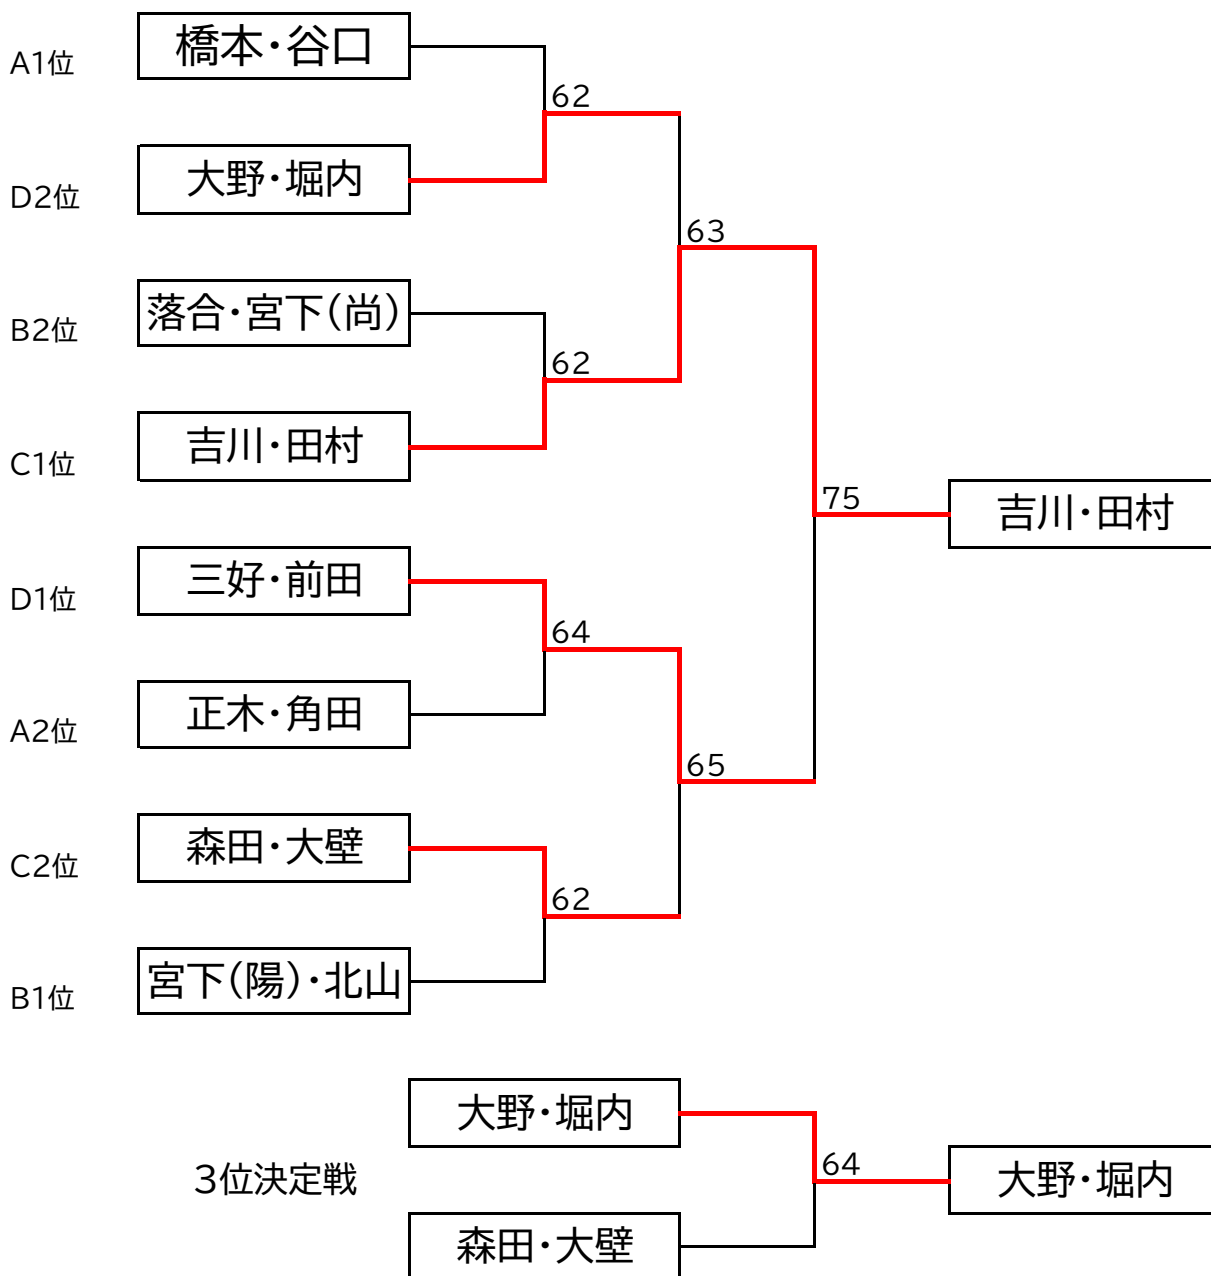 A1位
橋本・谷口
62
D2位
大野・堀内
63
B2位
落合・宮下(尚)
62
C1位
吉川・田村
75
吉川・田村
D1位
三好・前田
64
A2位
正木・角田
65
C2位
森田・大壁
62
B1位
宮下(陽)・北山
大野・堀内
3位決定戦
64
大野・堀内
森田・大壁